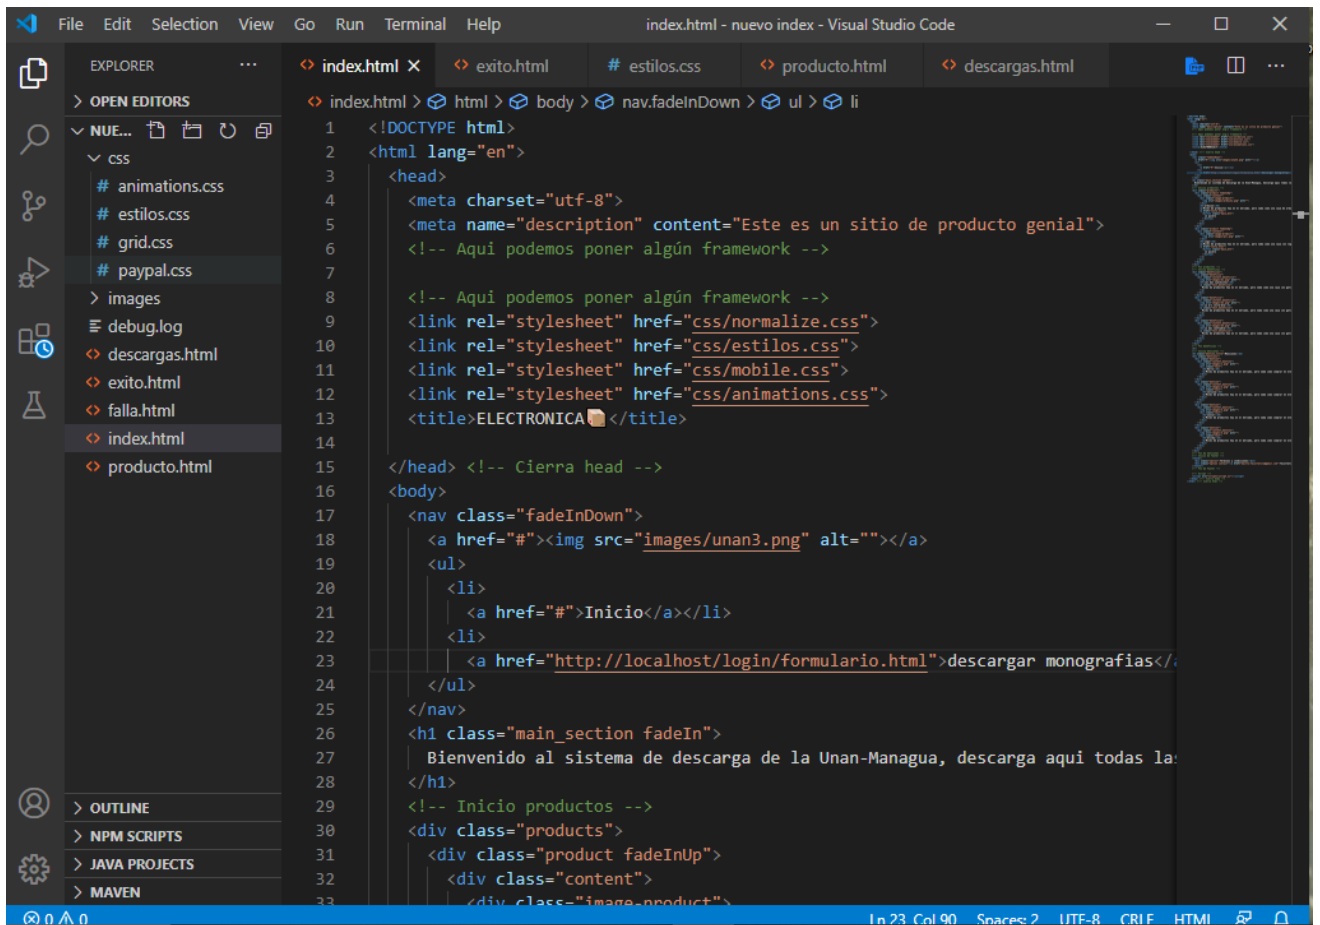 File Edit Selection View Go Run Terminal Help index.html - nuevo index - Visual Studio Code
EXPLORER
index.html exito.html # estilos.css producto.html descargas.html
> OPEN EDITORS
index.html > html > body > nav.fadeInDown > ul > li
NUE...
css
# animations.css
# estilos.css
# grid.css
# paypal.css
> images
debug.log
descargas.html
exito.html
falla.html
index.html
producto.html
> OUTLINE
> NPM SCRIPTS
> JAVA PROJECTS
> MAVEN
1 <!DOCTYPE html>
2 <html lang="en">
3 <head>
4 <meta charset="utf-8">
5 <meta name="description" content="Este es un sitio de producto genial">
6 <!-- Aqui podemos poner algún framework -->
7
8 <!-- Aqui podemos poner algún framework -->
9 <link rel="stylesheet" href="css/normalize.css">
10 <link rel="stylesheet" href="css/estilos.css">
11 <link rel="stylesheet" href="css/mobile.css">
12 <link rel="stylesheet" href="css/animations.css">
13 <title>ELECTRONICA📦</title>
14
15 </head> <!-- Cierra head -->
16 <body>
17 <nav class="fadeInDown">
18 <a href="#"><img src="images/unan3.png" alt=""></a>
19 <ul>
20 <li>
21 <a href="#">Inicio</a></li>
22 <li>
23 <a href="http://localhost/login/formulario.html">descargar monografias</a
24 </ul>
25 </nav>
26 <h1 class="main_section fadeIn">
27 Bienvenido al sistema de descarga de la Unan-Managua, descarga aqui todas las
28 </h1>
29 <!-- Inicio productos -->
30 <div class="products">
31 <div class="product fadeInUp">
32 <div class="content">
33 <div class="image-product">
0 0 Ln 23, Col 90 Spaces: 2 UTF-8 CRLF HTML